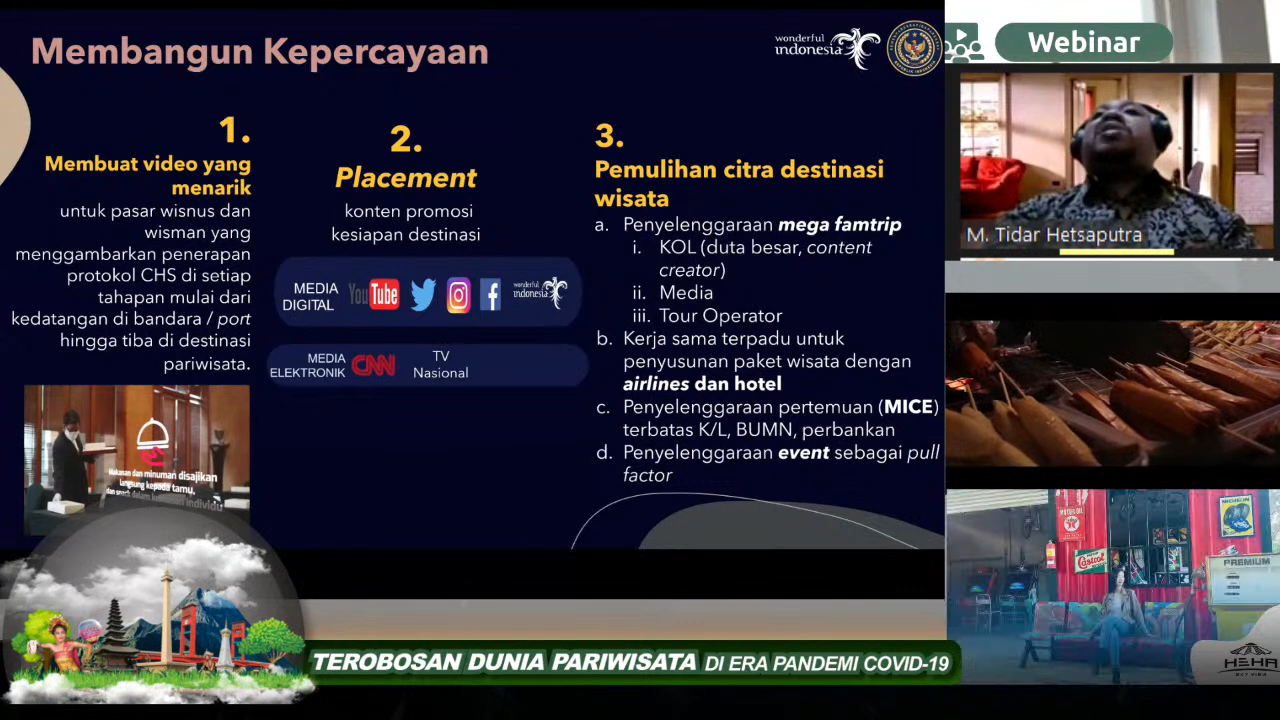 Membangun Kepercayaan
wonderful
indonesia
Webinar
1.
Membuat video yang
menarik
untuk pasar wisnus dan
wisman yang
menggambarkan penerapan
protokol CHS di setiap
tahapan mulai dari
kedatangan di bandara / port
hingga tiba di destinasi
pariwisata.
Makanan dan minuman disajikan
langsung kepada tamu,
2.
Placement
konten promosi
kesiapan destinasi
MEDIA
DIGITAL
YouTube
wonderful
indonesia
MEDIA
ELEKTRONIK
CNN
TV
Nasional
3.
Pemulihan citra destinasi
wisata
a. Penyelenggaraan mega famtrip
i. KOL (duta besar, content
creator)
ii. Media
iii. Tour Operator
b. Kerja sama terpadu untuk
penyusunan paket wisata dengan
airlines dan hotel
c. Penyelenggaraan pertemuan (MICE)
terbatas K/L, BUMN, perbankan
d. Penyelenggaraan event sebagai pull
factor
M. Tidar Hetsaputra
MICHELIN
Castrol
PREMIUM
HEHA
SKY VIEW
TEROBOSAN DUNIA PARIWISATA DI ERA PANDEMI COVID-19